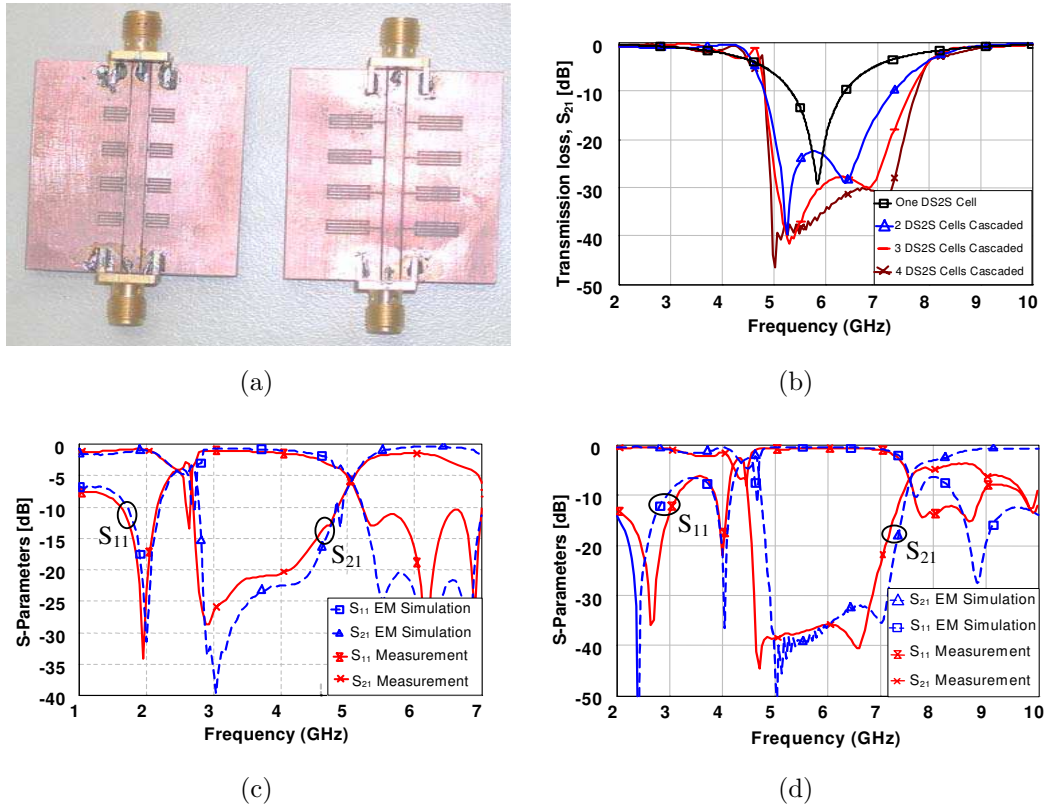 (a)
0
-10
-20
-30
-40
-50
Transmission loss, S21 [dB]
One DS2S Cell
2 DS2S Cells Cascaded
3 DS2S Cells Cascaded
4 DS2S Cells Cascaded
2 3 4 5 6 7 8 9 10
Frequency (GHz)
(b)
0
-5
-10
-15
-20
-25
-30
-35
-40
S-Parameters [dB]
S11
S21
S11 EM Simulation
S21 EM Simulation
S11 Measurement
S21 Measurement
1 2 3 4 5 6 7
Frequency (GHz)
(c)
0
-10
-20
-30
-40
-50
S-Parameters [dB]
S11
S21
S21 EM Simulation
S11 EM Simulation
S11 Measurement
S21 Measurement
2 3 4 5 6 7 8 9 10
Frequency (GHz)
(d)